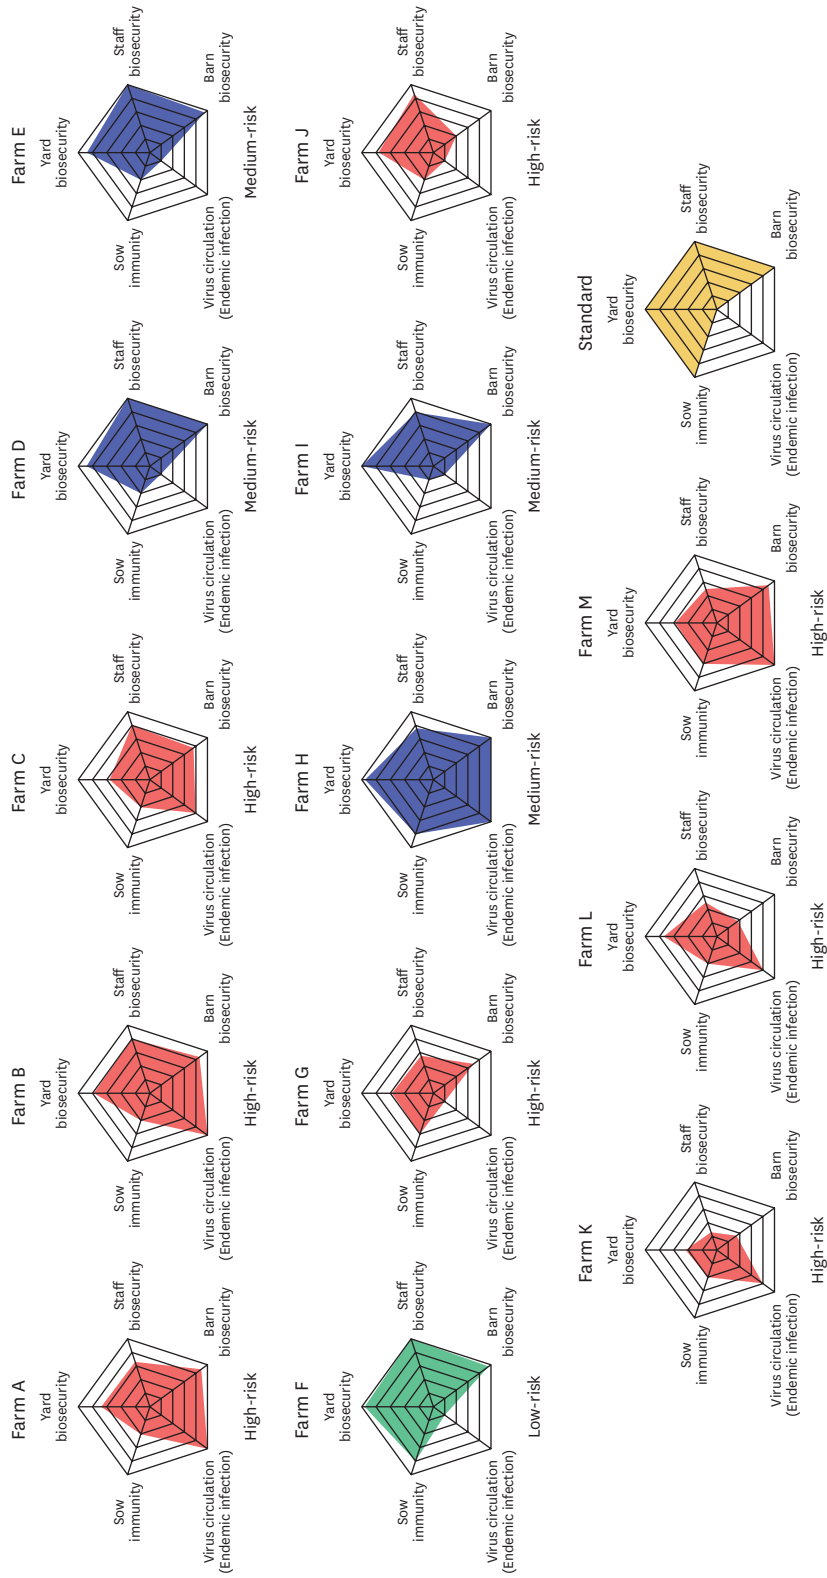 Farm A
Yard
biosecurity
Staff
biosecurity
Barn
biosecurity
Virus circulation
(Endemic infection)
Sow
immunity
High-risk
Farm B
Yard
biosecurity
Staff
biosecurity
Barn
biosecurity
Virus circulation
(Endemic infection)
Sow
immunity
High-risk
Farm C
Yard
biosecurity
Staff
biosecurity
Barn
biosecurity
Virus circulation
(Endemic infection)
Sow
immunity
High-risk
Farm D
Yard
biosecurity
Staff
biosecurity
Barn
biosecurity
Virus circulation
(Endemic infection)
Sow
immunity
Medium-risk
Farm E
Yard
biosecurity
Staff
biosecurity
Barn
biosecurity
Virus circulation
(Endemic infection)
Sow
immunity
Medium-risk
Farm F
Yard
biosecurity
Staff
biosecurity
Barn
biosecurity
Virus circulation
(Endemic infection)
Sow
immunity
Low-risk
Farm G
Yard
biosecurity
Staff
biosecurity
Barn
biosecurity
Virus circulation
(Endemic infection)
Sow
immunity
High-risk
Farm H
Yard
biosecurity
Staff
biosecurity
Barn
biosecurity
Virus circulation
(Endemic infection)
Sow
immunity
Medium-risk
Farm I
Yard
biosecurity
Staff
biosecurity
Barn
biosecurity
Virus circulation
(Endemic infection)
Sow
immunity
Medium-risk
Farm J
Yard
biosecurity
Staff
biosecurity
Barn
biosecurity
Virus circulation
(Endemic infection)
Sow
immunity
High-risk
Farm K
Yard
biosecurity
Staff
biosecurity
Barn
biosecurity
Virus circulation
(Endemic infection)
Sow
immunity
High-risk
Farm L
Yard
biosecurity
Staff
biosecurity
Barn
biosecurity
Virus circulation
(Endemic infection)
Sow
immunity
High-risk
Farm M
Yard
biosecurity
Staff
biosecurity
Barn
biosecurity
Virus circulation
(Endemic infection)
Sow
immunity
High-risk
Standard
Yard
biosecurity
Staff
biosecurity
Barn
biosecurity
Virus circulation
(Endemic infection)
Sow
immunity